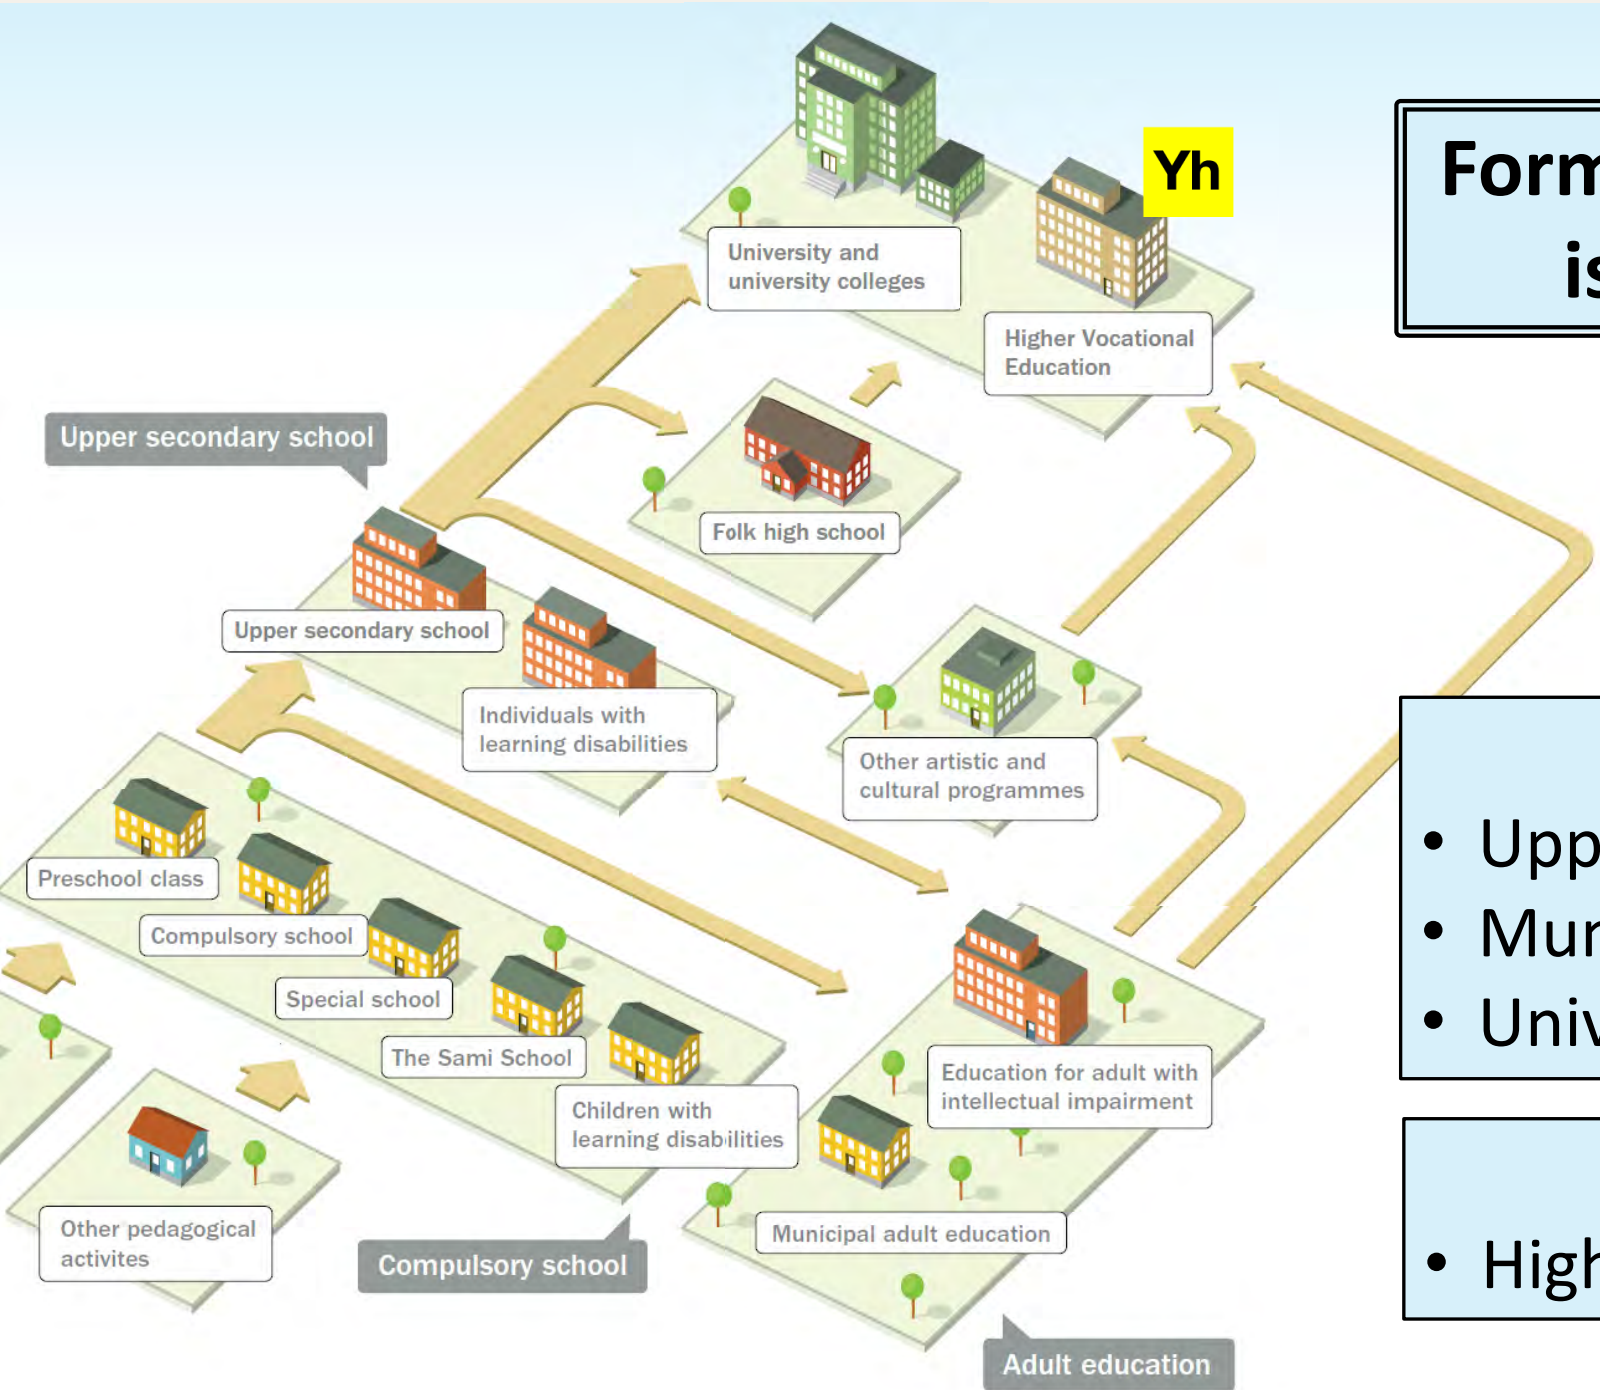 Yh
Form
is
University and
university colleges
Higher Vocational
Education
Upper secondary school
Folk high school
Upper secondary school
Individuals with
learning disabilities
Other artistic and
cultural programmes
Preschool class
Compulsory school
Special school
The Sami School
Children with
learning disabilities
Education for adult with
intellectual impairment
Other pedagogical
activites
Municipal adult education
Compulsory school
Adult education
• Upp
• Mun
• Univ
• High